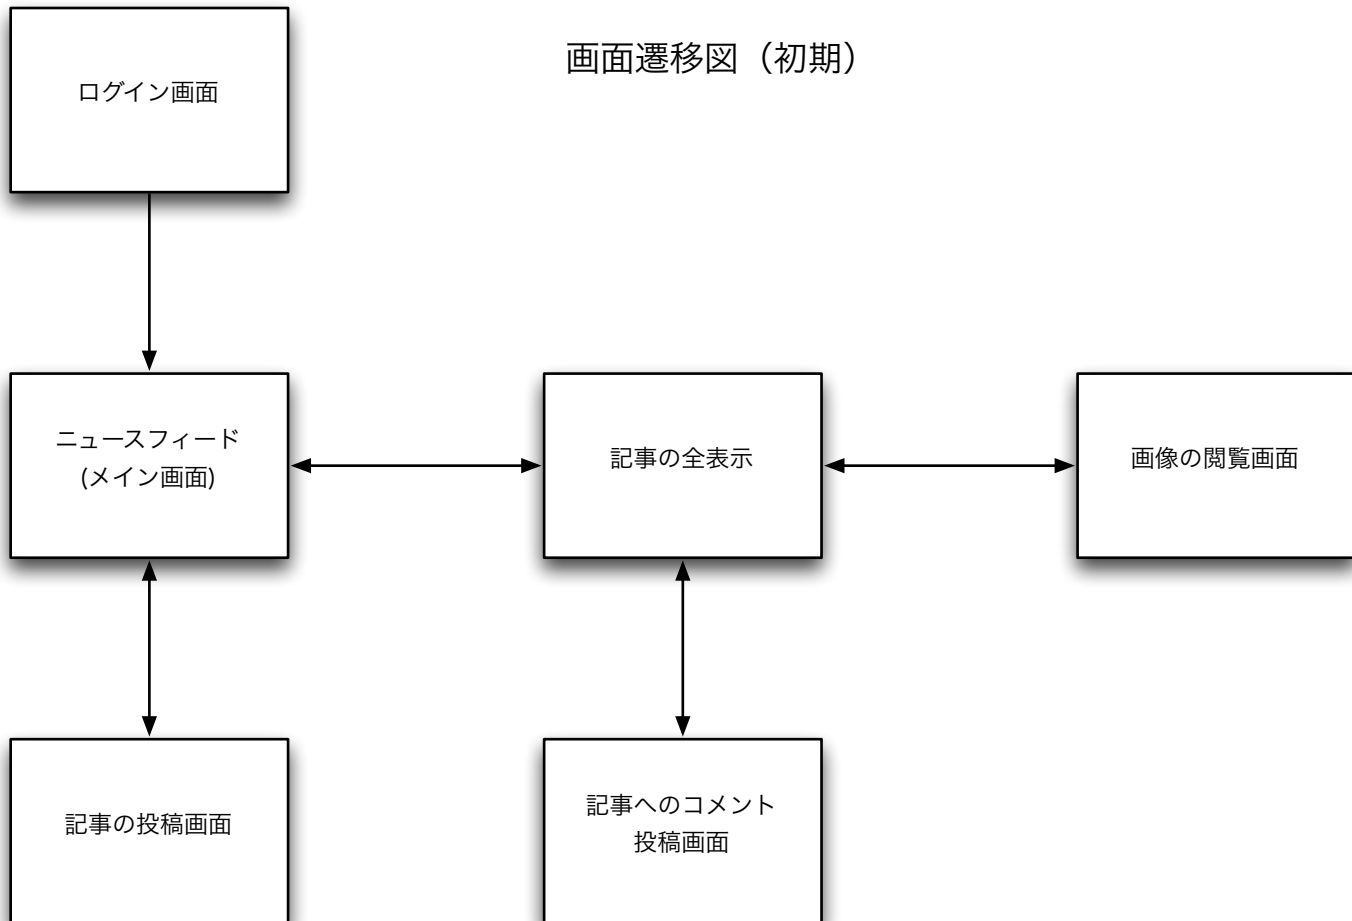 画面遷移図（初期）
ログイン画面
ニュースフィード
(メイン画面)
記事の全表示
画像の閲覧画面
記事の投稿画面
記事へのコメント
投稿画面